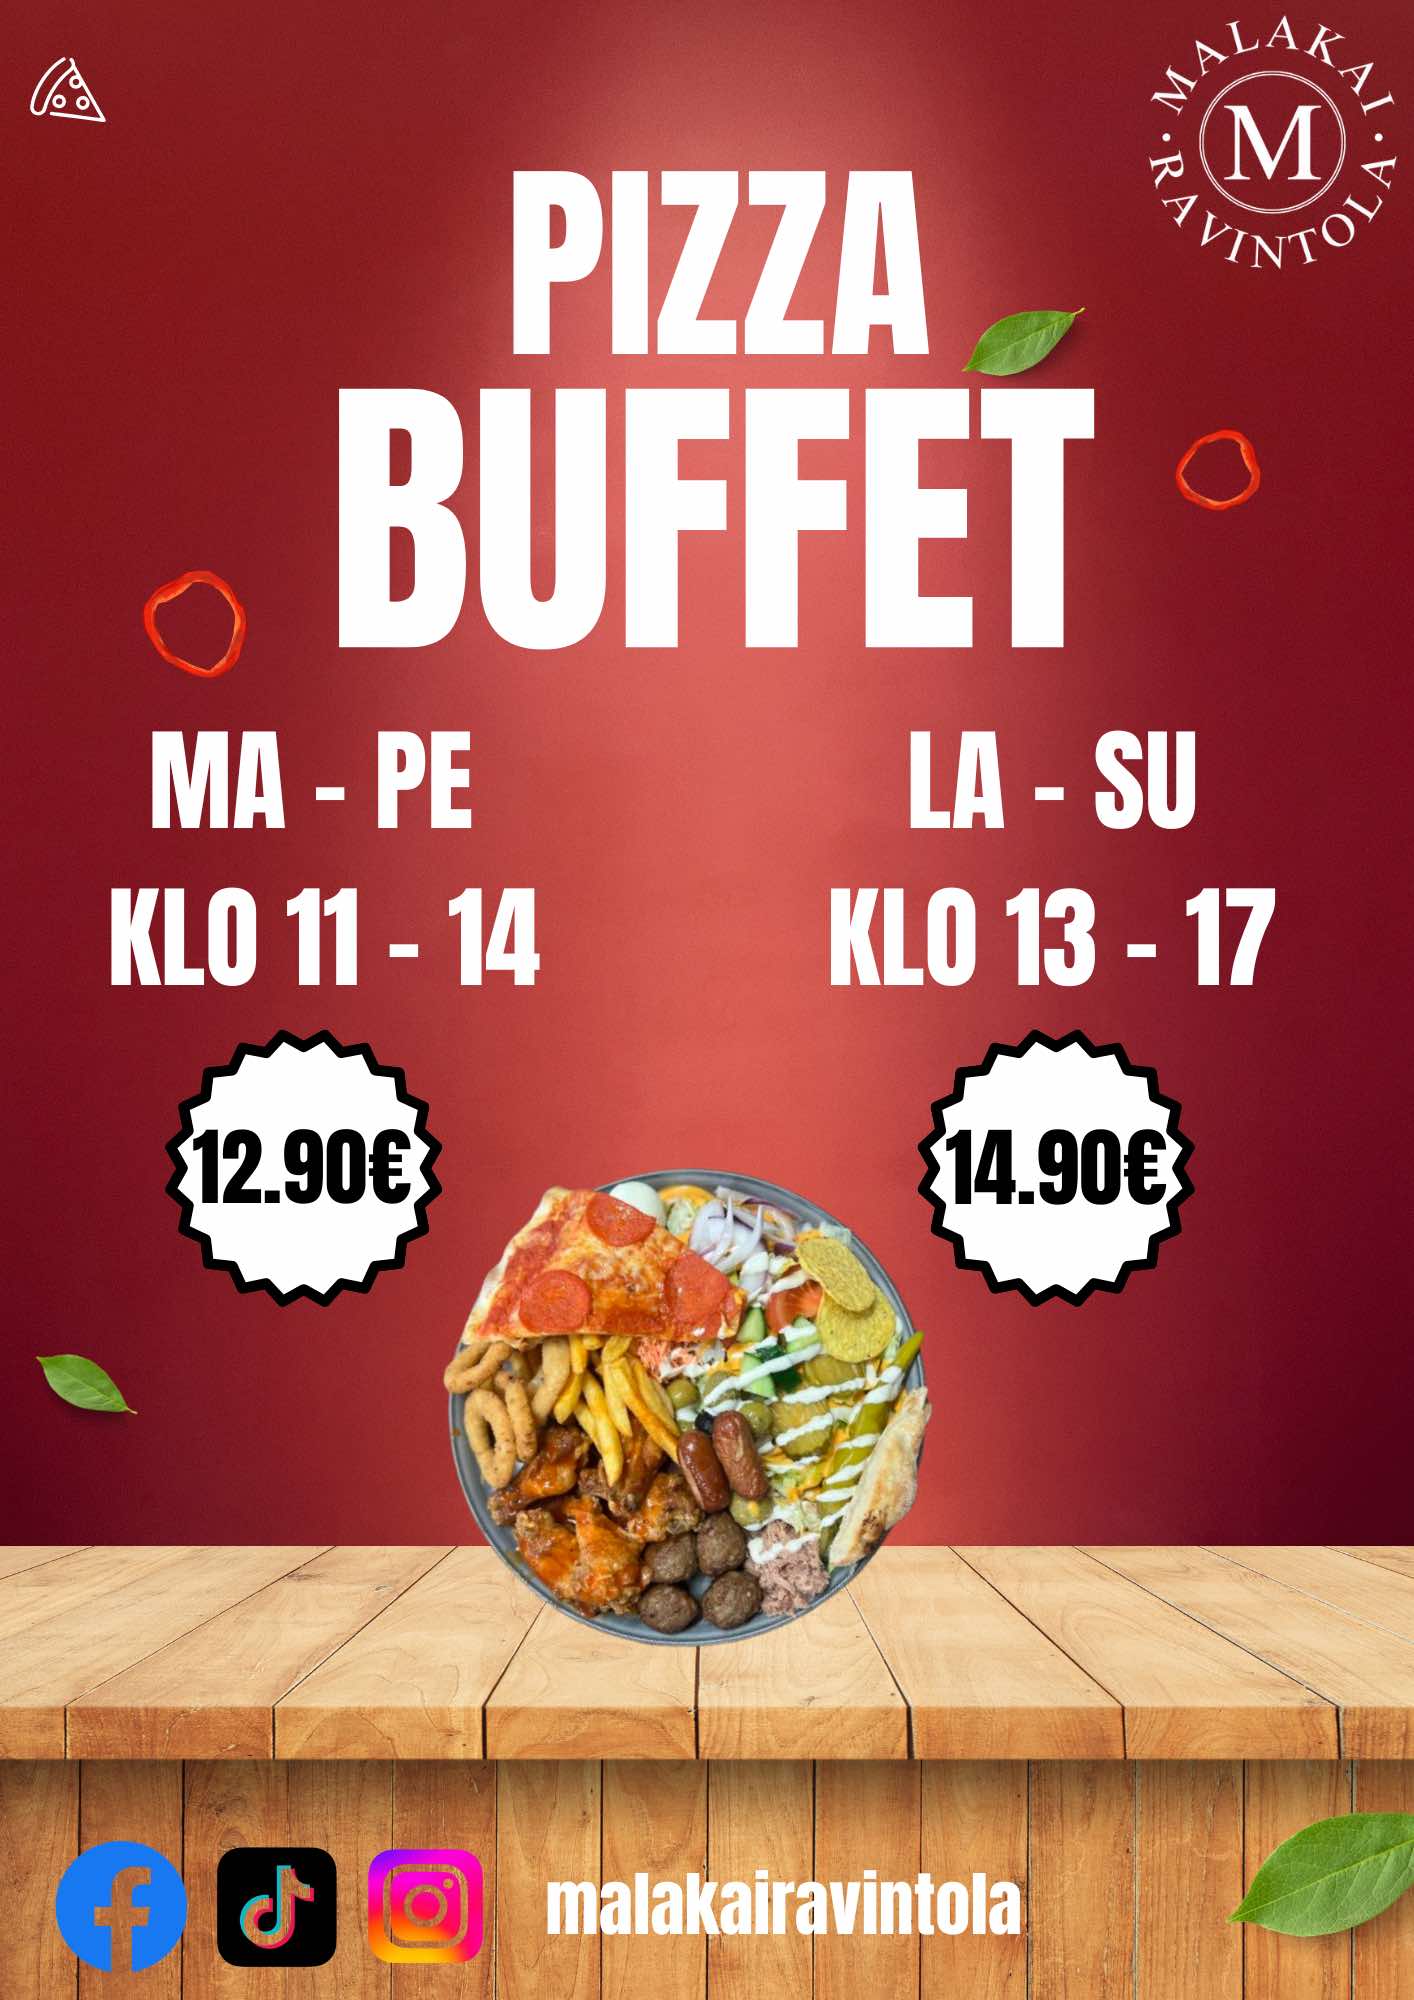 MALAKAI
M
RAVINTOLA
PIZZA
BUFFET
MA - PE
KLO 11 - 14
12.90€
LA - SU
KLO 13 - 17
14.90€
malakairavintola